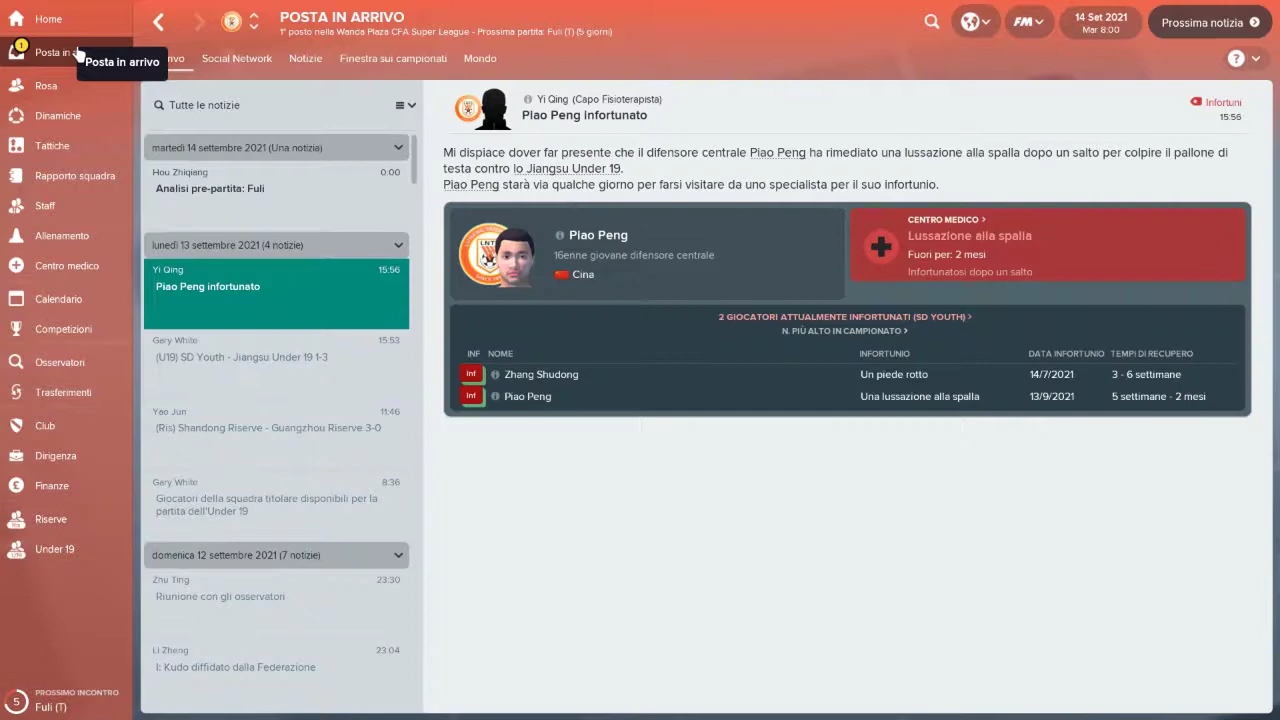 Home
1
Posta in a
Posta in arrivo
Rosa
Dinamiche
Tattiche
Rapporto squadra
Staff
Allenamento
Centro medico
Calendario
Competizioni
Osservatori
Trasferimenti
Club
Dirigenza
Finanze
Riserve
Under 19
PROSSIMO INCONTRO
5
Fuli (T)
POSTA IN ARRIVO
1° posto nella Wanda Plaza CFA Super League - Prossima partita: Fuli (T) (5 giorni)
FM
14 Set 2021
Mar 8:00
Prossima notizia
ivo
Social Network
Notizie
Finestra sui campionati
Mondo
?
Tutte le notizie
martedì 14 settembre 2021 (Una notizia)
Hou Zhiqiang 0:00
Analisi pre-partita: Fuli
lunedì 13 settembre 2021 (4 notizie)
Yi Qing 15:56
Piao Peng infortunato
Gary White 15:53
(U19) SD Youth - Jiangsu Under 19 1-3
Yao Jun 11:46
(Ris) Shandong Riserve - Guangzhou Riserve 3-0
Gary White 8:36
Giocatori della squadra titolare disponibili per la
partita dell'Under 19
domenica 12 settembre 2021 (7 notizie)
Zhu Ting 23:30
Riunione con gli osservatori
Li Zheng 23:04
I: Kudo diffidato dalla Federazione
Yi Qing (Capo Fisioterapista)
Piao Peng infortunato
Infortuni
15:56
Mi dispiace dover far presente che il difensore centrale Piao Peng ha rimediato una lussazione alla spalla dopo un salto per colpire il pallone di
testa contro lo Jiangsu Under 19.
Piao Peng starà via qualche giorno per farsi visitare da uno specialista per il suo infortunio.
LNTS
Piao Peng
16enne giovane difensore centrale
Cina
CENTRO MEDICO >
Lussazione alla spalla
Fuori per: 2 mesi
Infortunatosi dopo un salto
2 GIOCATORI ATTUALMENTE INFORTUNATI (SD YOUTH) >
N. PIÙ ALTO IN CAMPIONATO >
INF NOME INFORTUNIO DATA INFORTUNIO TEMPI DI RECUPERO
Inf Zhang Shudong Un piede rotto 14/7/2021 3 - 6 settimane
Inf Piao Peng Una lussazione alla spalla 13/9/2021 5 settimane - 2 mesi